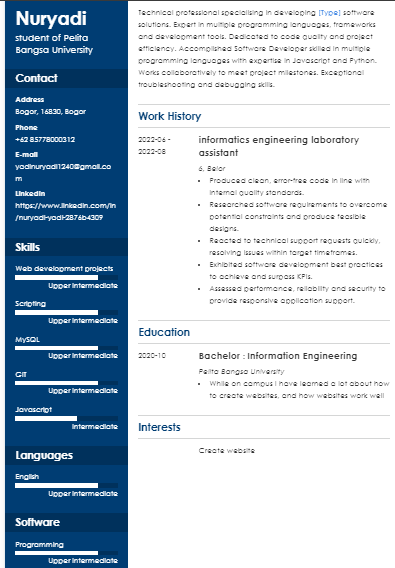 Nuryadi
student of Pelita
Bangsa University
Contact
Address
Bogor, 16830, Bogor
Phone
+62 85778000312
E-mail
yadinuryadi1240@gmail.co
m
LinkedIn
https://www.linkedin.com/in
/nuryadi-yadi-2876b4309
Skills
Web development projects
Upper intermediate
Scripting
Upper intermediate
MySQL
Upper intermediate
GIT
Upper intermediate
Javascript
Intermediate
Languages
English
Upper intermediate
Software
Programming
Upper intermediate
Technical professional specialising in developing [Type] software
solutions. Expert in multiple programming languages, frameworks
and development tools. Dedicated to code quality and project
efficiency. Accomplished Software Developer skilled in multiple
programming languages with expertise in Javascript and Python.
Works collaboratively to meet project milestones. Exceptional
troubleshooting and debugging skills.
Work History
2022-06 -
2022-08
informatics engineering laboratory
assistant
6, Belor
• Produced clean, error-free code in line with
internal quality standards.
• Researched software requirements to overcome
potential constraints and produce feasible
designs.
• Reacted to technical support requests quickly,
resolving issues within target timeframes.
• Exhibited software development best practices
to achieve and surpass KPIs.
• Assessed performance, reliability and security to
provide responsive application support.
Education
2020-10
Bachelor : Information Engineering
Pelita Bangsa University
• While on campus I have learned a lot about how
to create websites, and how websites work well
Interests
Create website